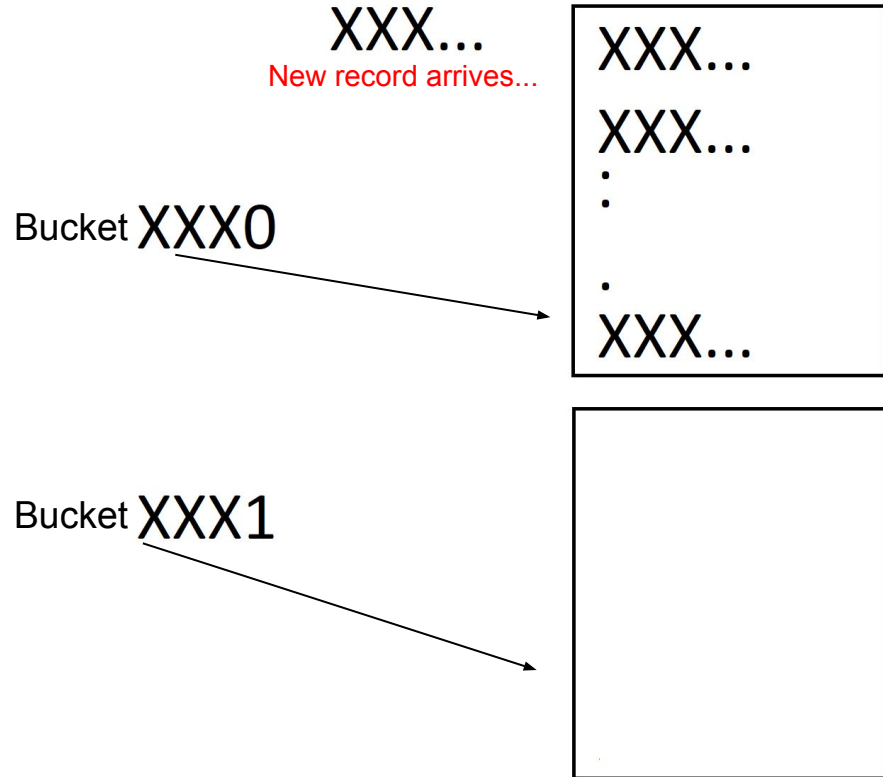 XXX...
New record arrives...
XXX...
XXX...
:
.
XXX...
Bucket XXX0
Bucket XXX1